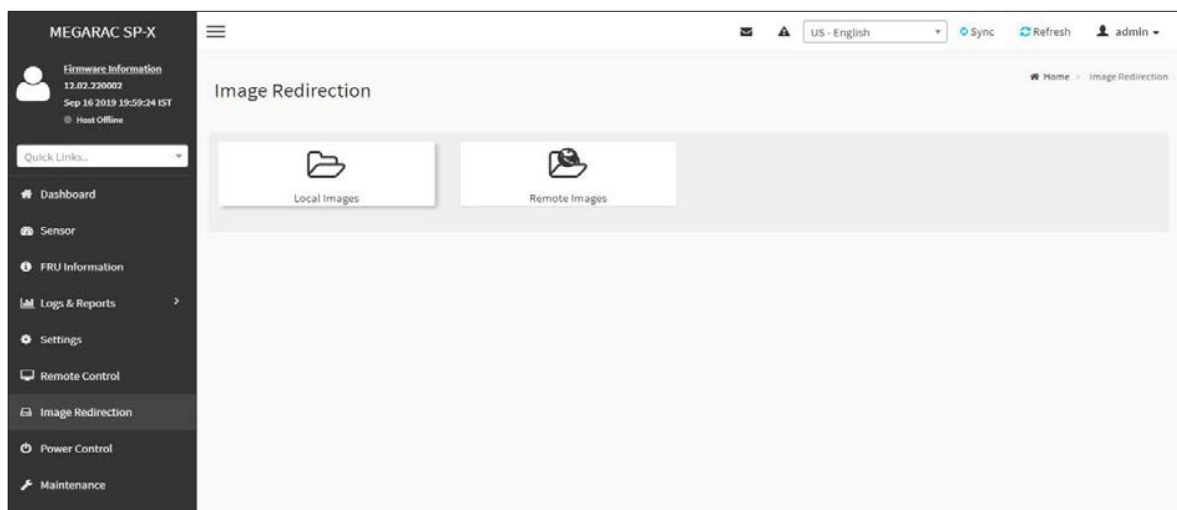 MEGARAC SP-X
US - English
Sync
Refresh
admin
Firmware Information
12.02.220002
Sep 16 2019 19:59:24 IST
Host Offline
Quick Links...
Dashboard
Sensor
FRU Information
Logs & Reports
Settings
Remote Control
Image Redirection
Power Control
Maintenance
Image Redirection
Home > Image Redirection
Local Images
Remote Images